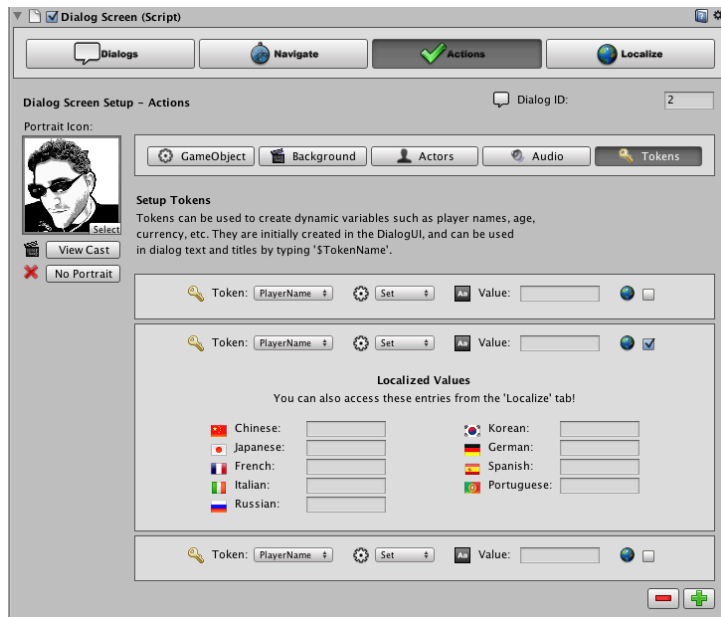 Dialog Screen (Script)
Dialogs Navigate Actions Localize
Dialog Screen Setup – Actions Dialog ID: 2
Portrait Icon:
Select
GameObject Background Actors Audio Tokens
View Cast
No Portrait
Setup Tokens
Tokens can be used to create dynamic variables such as player names, age,
currency, etc. They are initially created in the DialogUI, and can be used
in dialog text and titles by typing '$TokenName'.
Token: PlayerName Set Aa Value:
Token: PlayerName Set Aa Value:
Localized Values
You can also access these entries from the 'Localize' tab!
Chinese: Korean:
Japanese: German:
French: Spanish:
Italian: Portuguese:
Russian:
Token: PlayerName Set Aa Value: